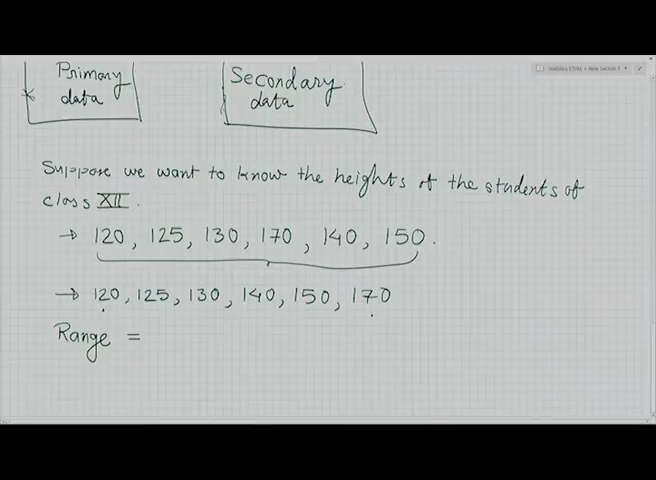 Primary data
Secondary data
Suppose we want to know the heights of the students of
class XII.
→ 120, 125, 130, 170, 140, 150.
→ 120, 125, 130, 140, 150, 170
Range =